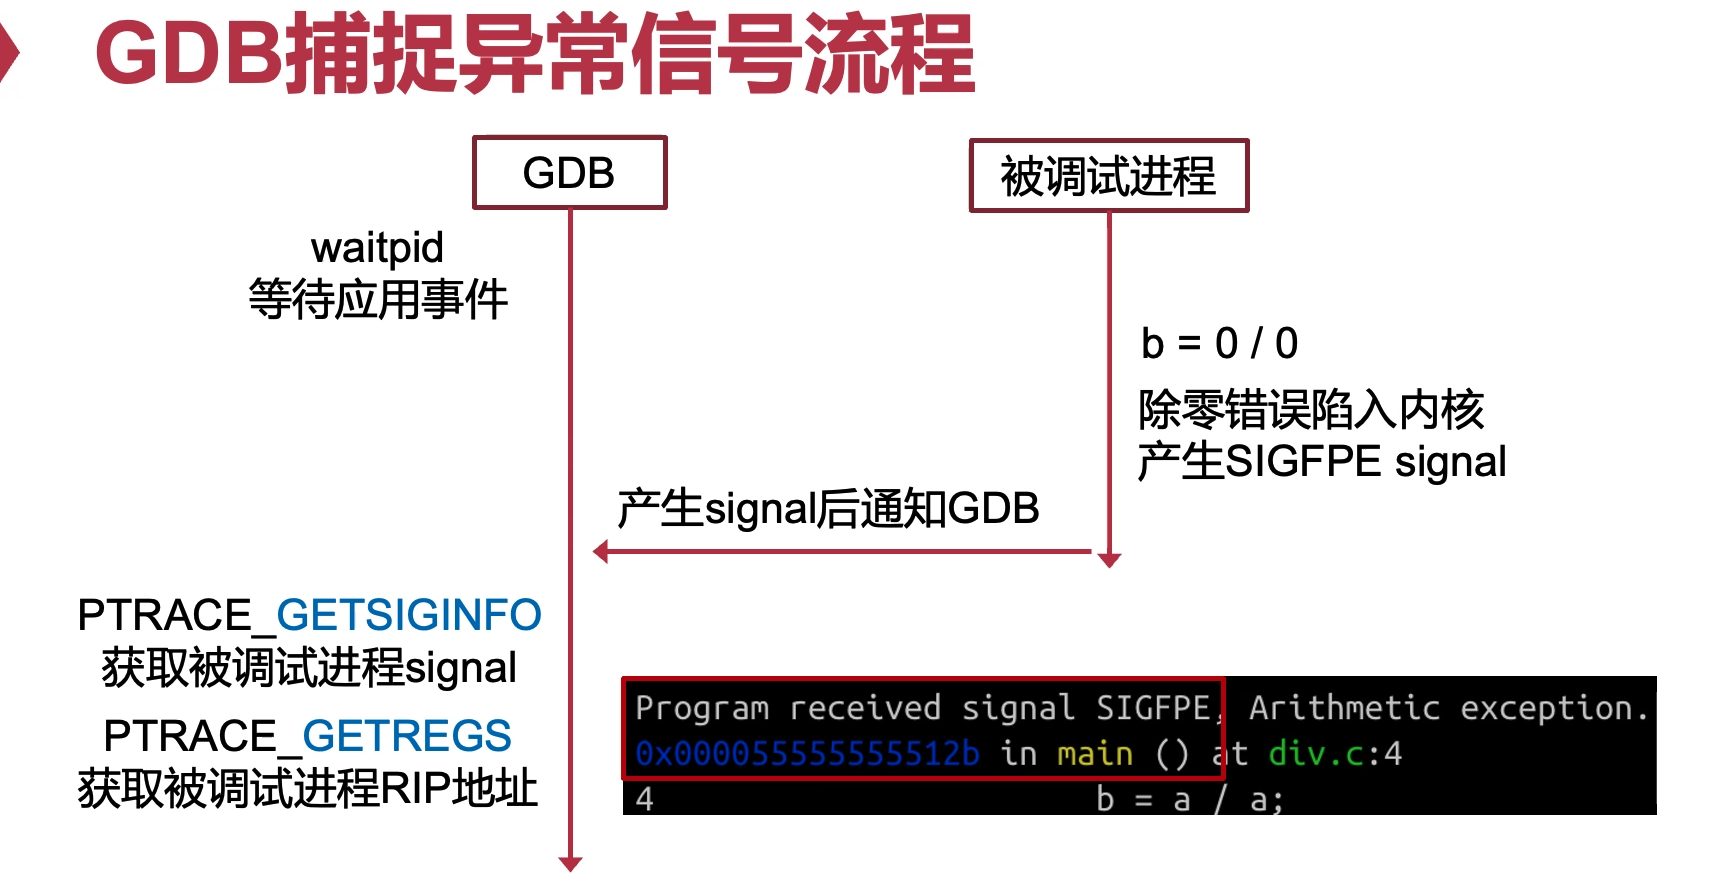 GDB捕捉异常信号流程
GDB
被调试进程
waitpid
等待应用事件
b = 0 / 0
除零错误陷入内核
产生SIGFPE signal
产生signal后通知GDB
PTRACE_GETSIGINFO
获取被调试进程signal
PTRACE_GETREGS
获取被调试进程RIP地址
Program received signal SIGFPE, Arithmetic exception.
0x000055555555512b in main () at div.c:4
4 b = a / a;